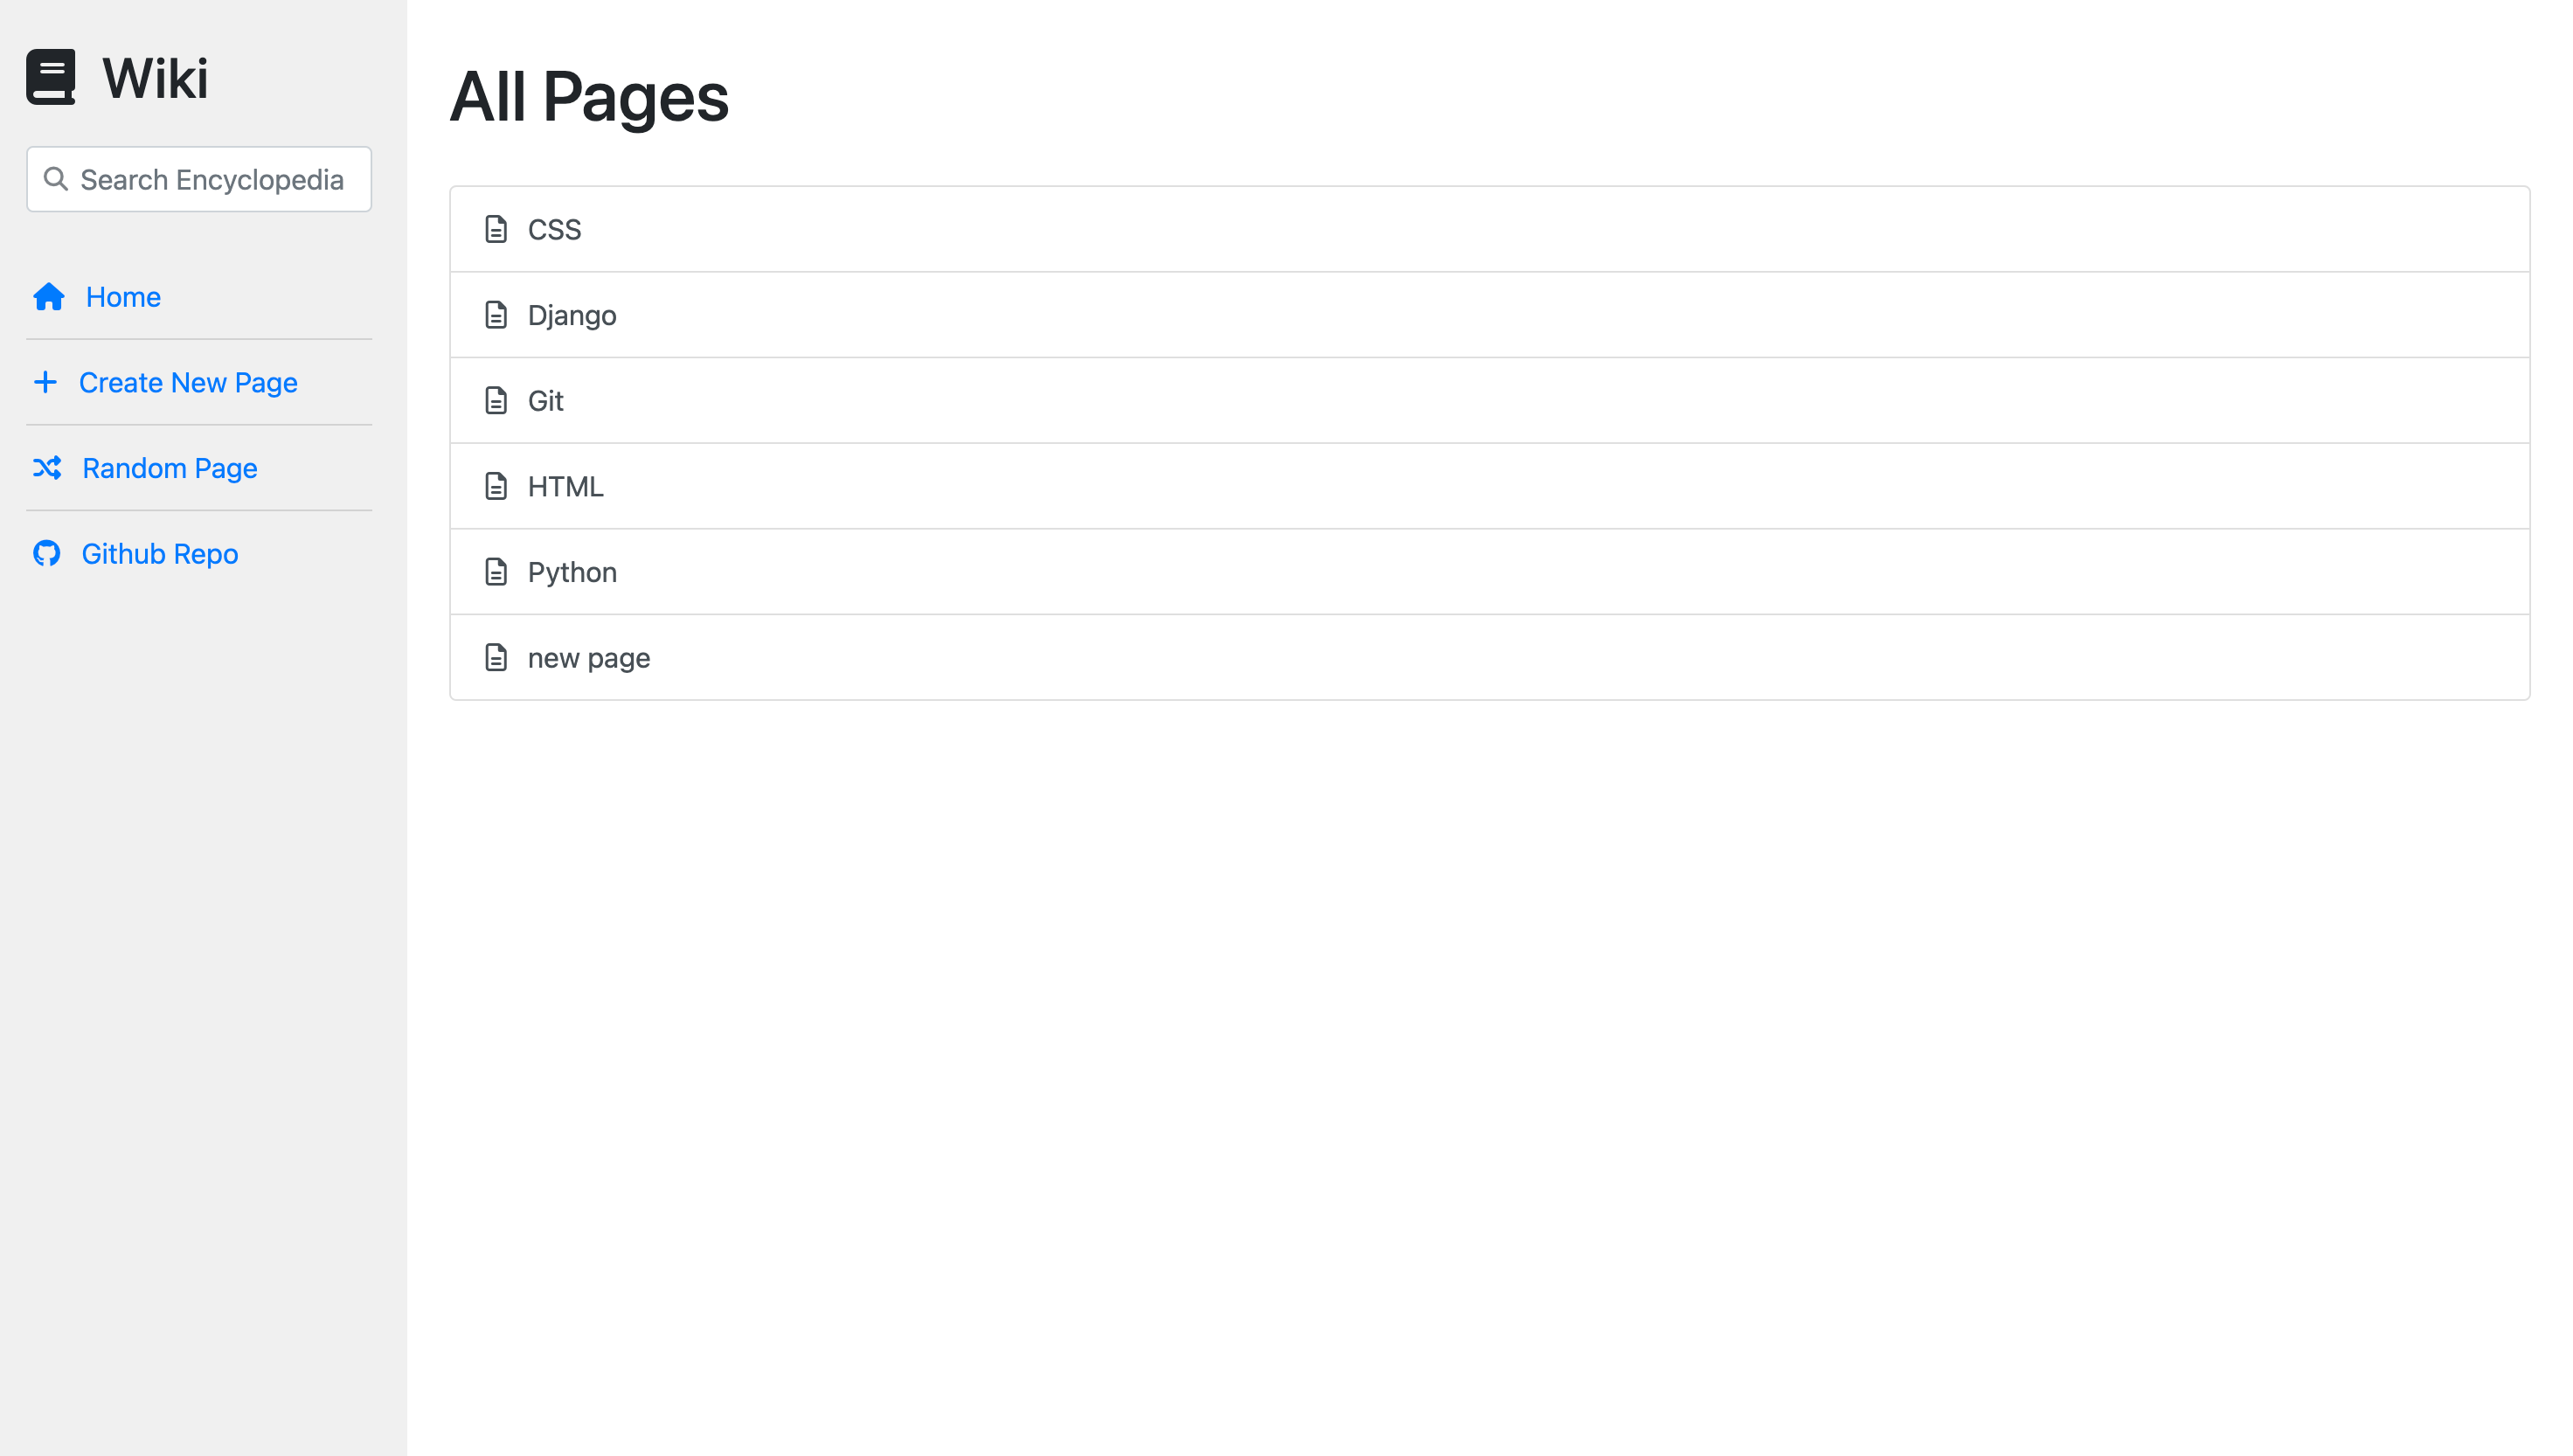 Wiki
Search Encyclopedia
Home
Create New Page
Random Page
Github Repo
All Pages
CSS
Django
Git
HTML
Python
new page